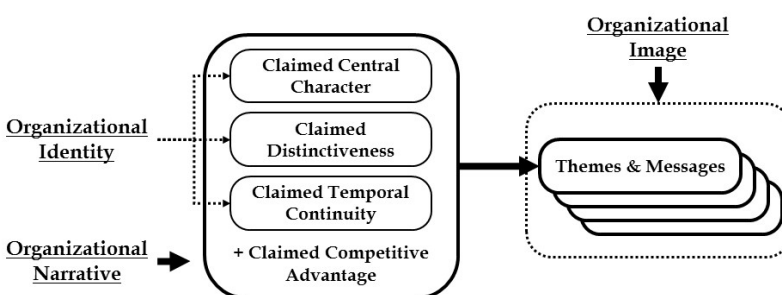 Organizational
Identity
Organizational
Narrative
Claimed Central
Character
Claimed
Distinctiveness
Claimed Temporal
Continuity
+ Claimed Competitive
Advantage
Organizational
Image
Themes & Messages